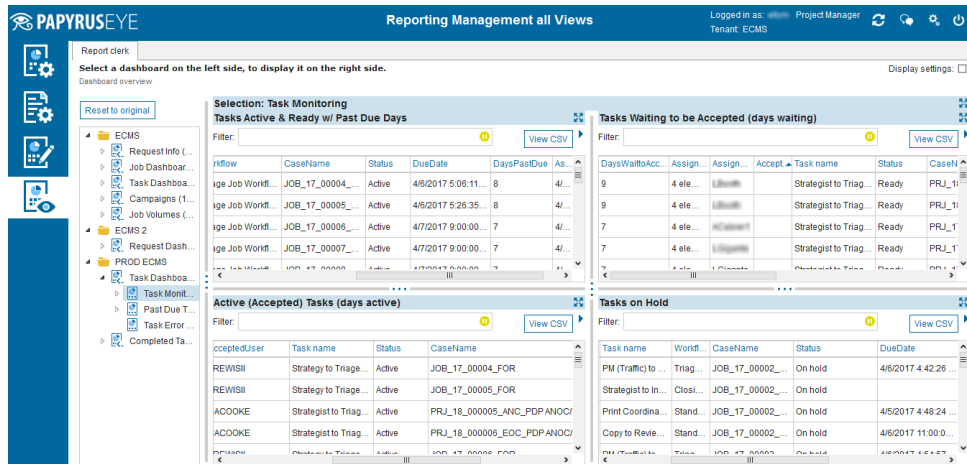 PAPYRUSEYE
Reporting Management all Views
Logged in as: Project Manager
Tenant: ECMS
Report clerk
Select a dashboard on the left side, to display it on the right side.
Display settings:
Dashboard overview
Reset to original
ECMS
Request Info (...
Job Dashboar...
Task Dashboa...
Campaigns (1...
Job Volumes (...
ECMS 2
Request Dash...
PROD ECMS
Task Dashboa...
Task Monit...
Past Due T...
Task Error ...
Completed Ta...
Selection: Task Monitoring
Tasks Active & Ready w/ Past Due Days
Filter:
View CSV
rkflow CaseName Status DueDate DaysPastDue As...
age Job Workfl... JOB_17_00004_... Active 4/6/2017 5:06:11... 8 4/...
age Job Workfl... JOB_17_00005_... Active 4/6/2017 5:26:35... 8 4/...
age Job Workfl... JOB_17_00006_... Active 4/7/2017 9:00:00... 7 4/...
age Job Workfl... JOB_17_00007_... Active 4/7/2017 9:00:00... 7 4/...
Tasks Waiting to be Accepted (days waiting)
Filter:
View CSV
DaysWaittoAcc... Assign... Assign... Accept... Task name Status CaseN
9 4 ele... Strategist to Triag... Ready PRJ_1
9 4 ele... Strategist to Triag... Ready PRJ_1
7 4 ele... Strategist to Triag... Ready PRJ_1
7 4 ele... Strategist to Triag... Ready PRJ_1
Active (Accepted) Tasks (days active)
Filter:
View CSV
cceptedUser Task name Status CaseName
REWISII Strategy to Triage... Active JOB_17_00004_FOR
REWISII Strategy to Triage... Active JOB_17_00005_FOR
ACOOKE Strategist to Triag... Active PRJ_18_000005_ANC_PDP ANOC/
ACOOKE Strategist to Triag... Active PRJ_18_000006_EOC_PDP ANOC/
Tasks on Hold
Filter:
View CSV
Task name Workfl... CaseName Status DueDate
PM (Traffic) to ... Triag... JOB_17_00002_... On hold 4/6/2017 4:42:26 ...
Strategist to In... Closi... JOB_17_00002_... On hold
Print Coordina... Stand... JOB_17_00002_... On hold 4/5/2017 4:48:24 ...
Copy to Revie... Stand... JOB_17_00002_... On hold 4/6/2017 11:00:0...